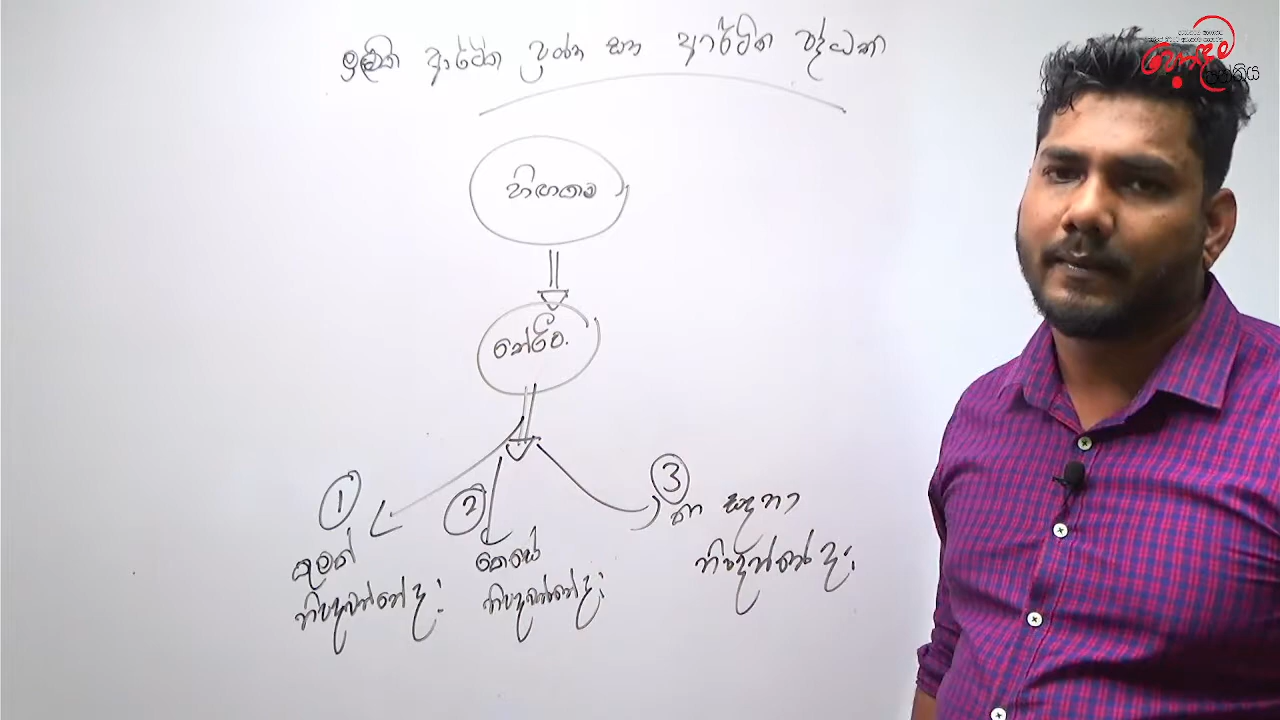 මූලික ආර්ථික ප්‍රශ්න සහ ආර්ථික පද්ධති
හිඟකම
තේරීම.
1
2
3
කුමක්
නිපදවන්නේද?
කෙසේ
නිපදවන්නේද?
කා සඳහා
නිපදවන්නේ ද?